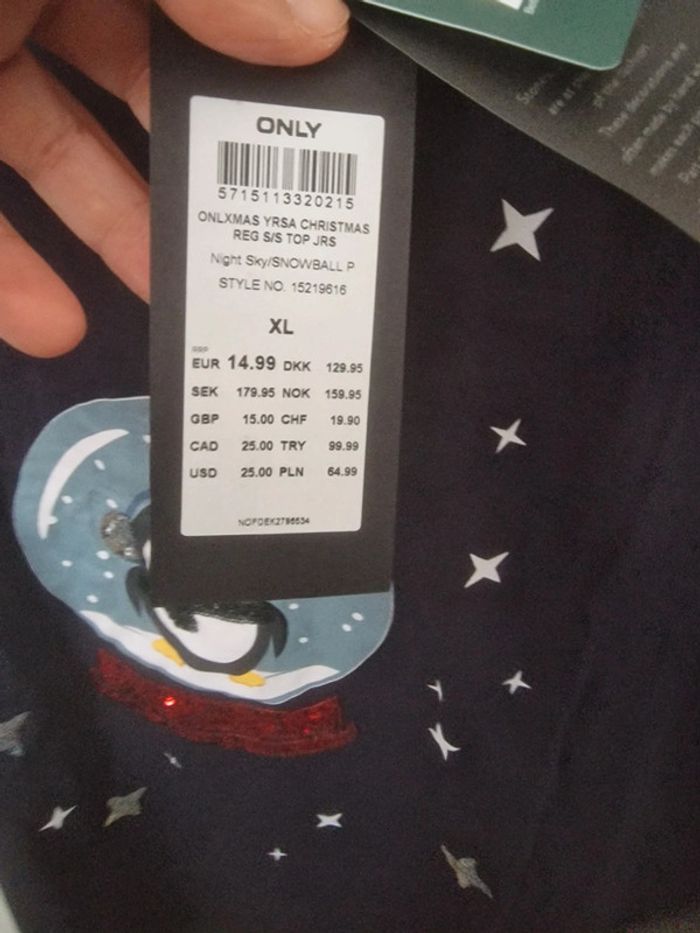 ONLY
5715113320215
ONLXMAS YRSA CHRISTMAS
REG S/S TOP JRS
Night Sky/SNOWBALL P
STYLE NO. 15219616
XL
RRP
EUR 14.99 DKK 129.95
SEK 179.95 NOK 159.95
GBP 15.00 CHF 19.90
CAD 25.00 TRY 99.99
USD 25.00 PLN 64.99